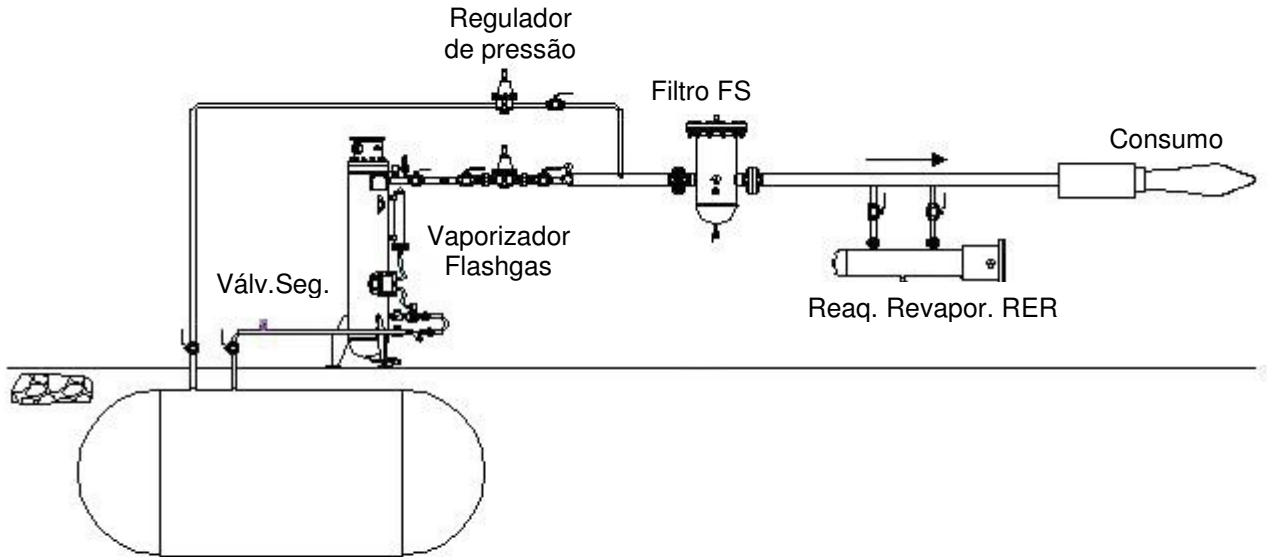 Regulador
de pressão
Filtro FS
Consumo
Vaporizador
Flashgas
Válv.Seg.
Reaq. Revapor. RER